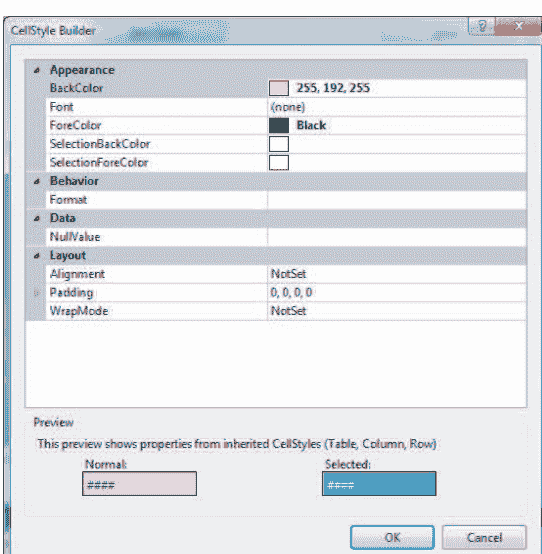 CellStyle Builder
?
Appearance
BackColor 255, 192, 255
Font (none)
ForeColor Black
SelectionBackColor
SelectionForeColor
Behavior
Format
Data
NullValue
Layout
Alignment NotSet
Padding 0, 0, 0, 0
WrapMode NotSet
Preview
This preview shows properties from inherited CellStyles (Table, Column, Row)
Normal: Selected:
#### ####
OK Cancel